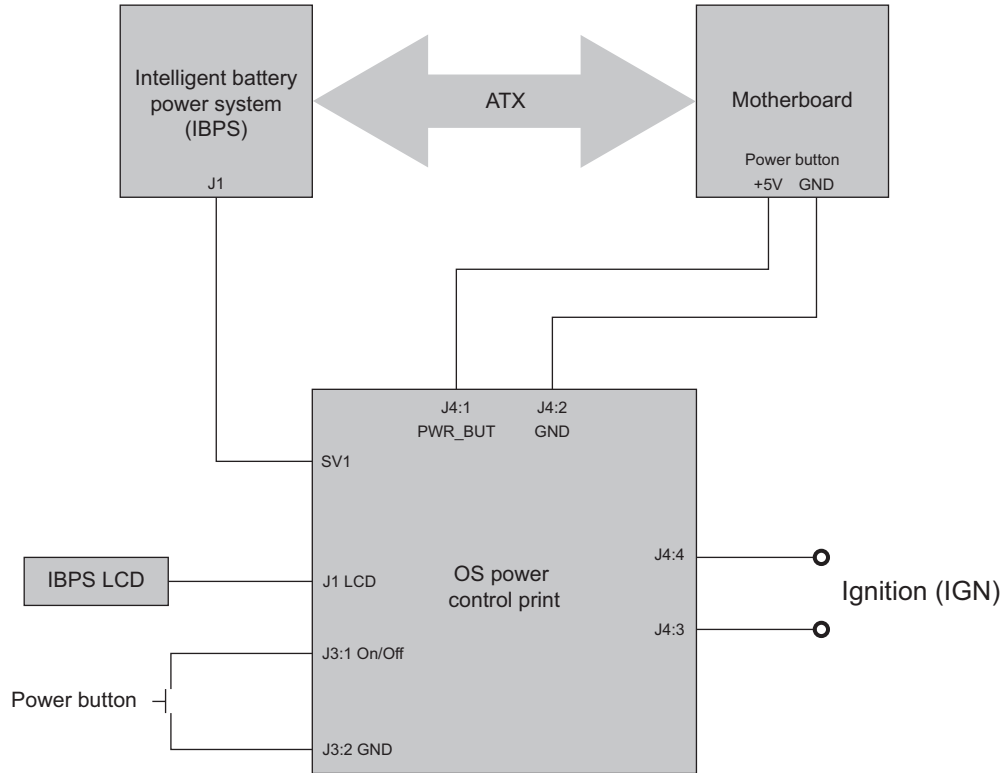 Intelligent battery
power system
(IBPS)
J1
ATX
Motherboard
Power button
+5V GND
J4:1
PWR_BUT
J4:2
GND
SV1
IBPS LCD
J1 LCD
OS power
control print
J4:4
J4:3
Ignition (IGN)
J3:1 On/Off
Power button
J3:2 GND